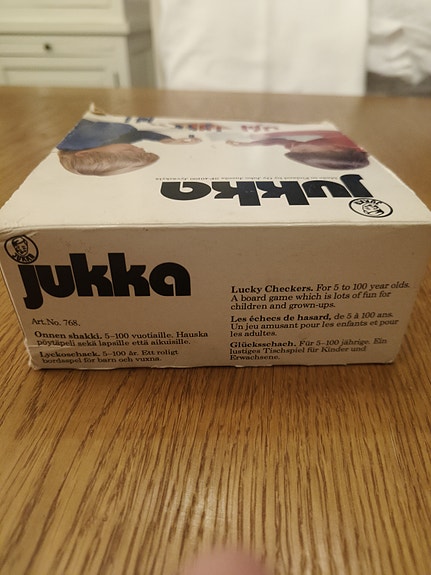 jukka
jukka
Art.No. 768.
Onnen shakki. 5–100 vuotiaille. Hauska
pöytäpeli sekä lapsille että aikuisille.
Lyckoschack. 5–100 år. Ett roligt
bordsspel för barn och vuxna.
Lucky Checkers. For 5 to 100 year olds.
A board game which is lots of fun for
children and grown-ups.
Les échecs de hasard, de 5 à 100 ans.
Un jeu amusant pour les enfants et pour
les adultes.
Glücksschach. Für 5–100 jährige. Ein
lustiges Tischspiel für Kinder und
Erwachsene.